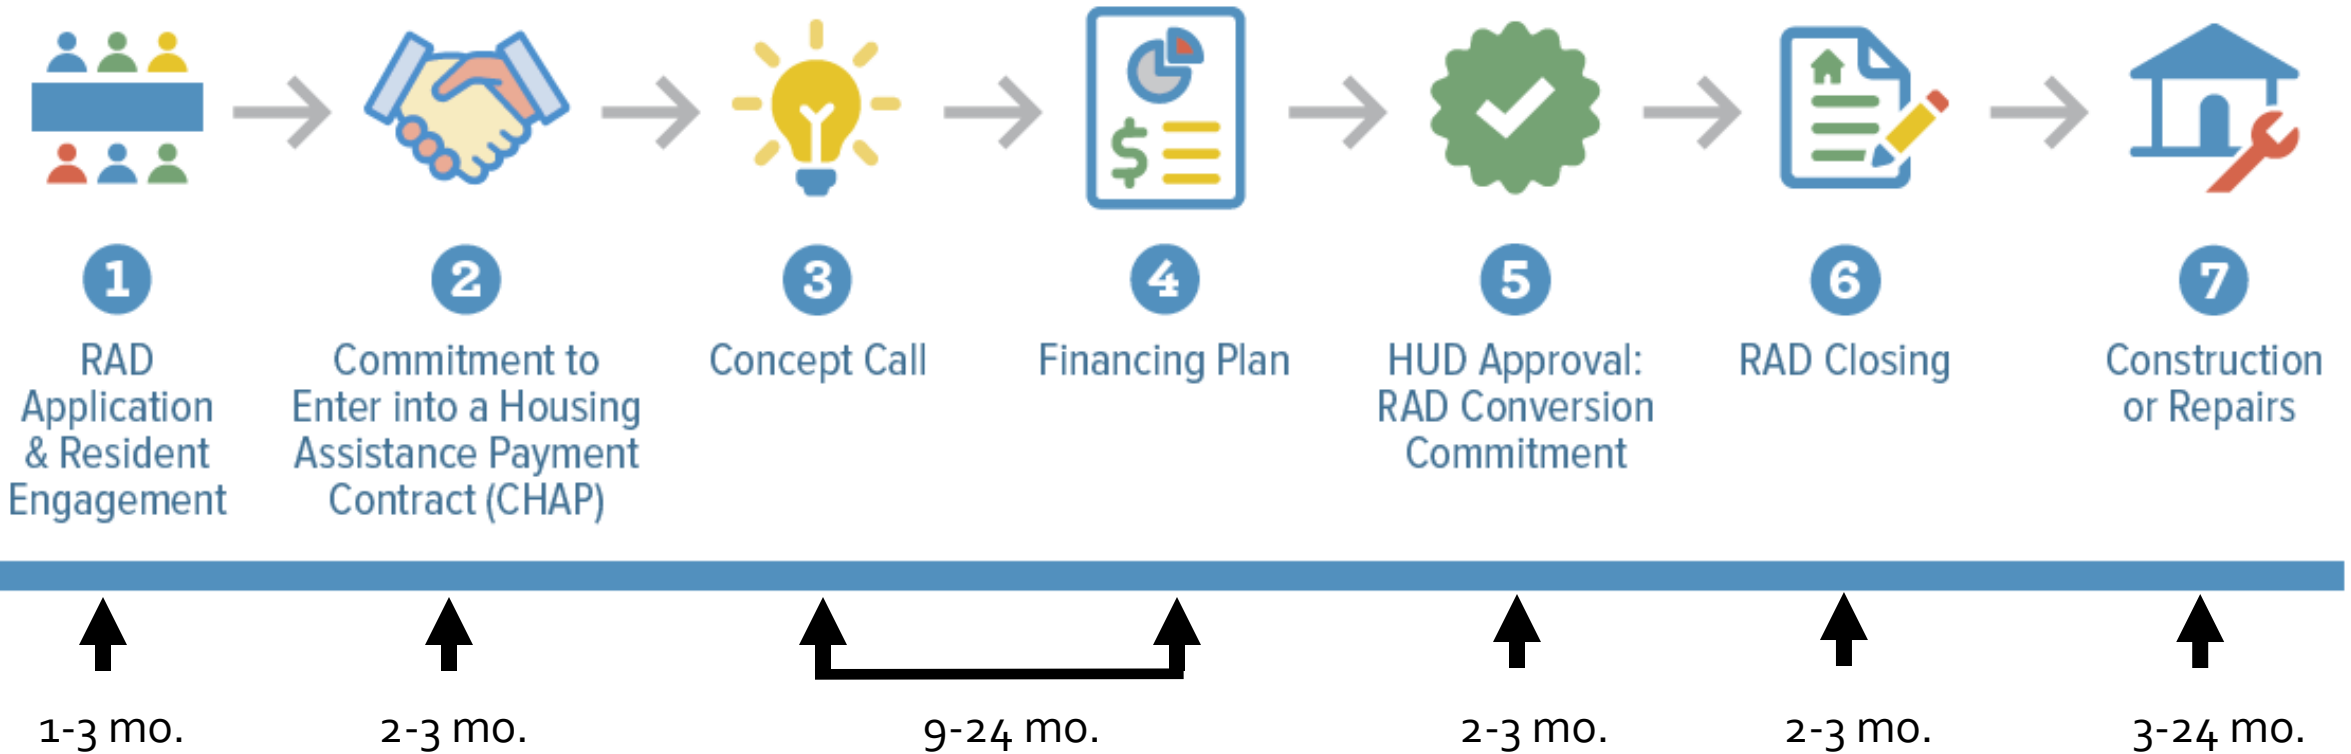 1
RAD
Application
& Resident
Engagement
2
Commitment to
Enter into a Housing
Assistance Payment
Contract (CHAP)
3
Concept Call
4
$
Financing Plan
5
HUD Approval:
RAD Conversion
Commitment
6
RAD Closing
7
Construction
or Repairs
1-3 mo.
2-3 mo.
9-24 mo.
2-3 mo.
2-3 mo.
3-24 mo.